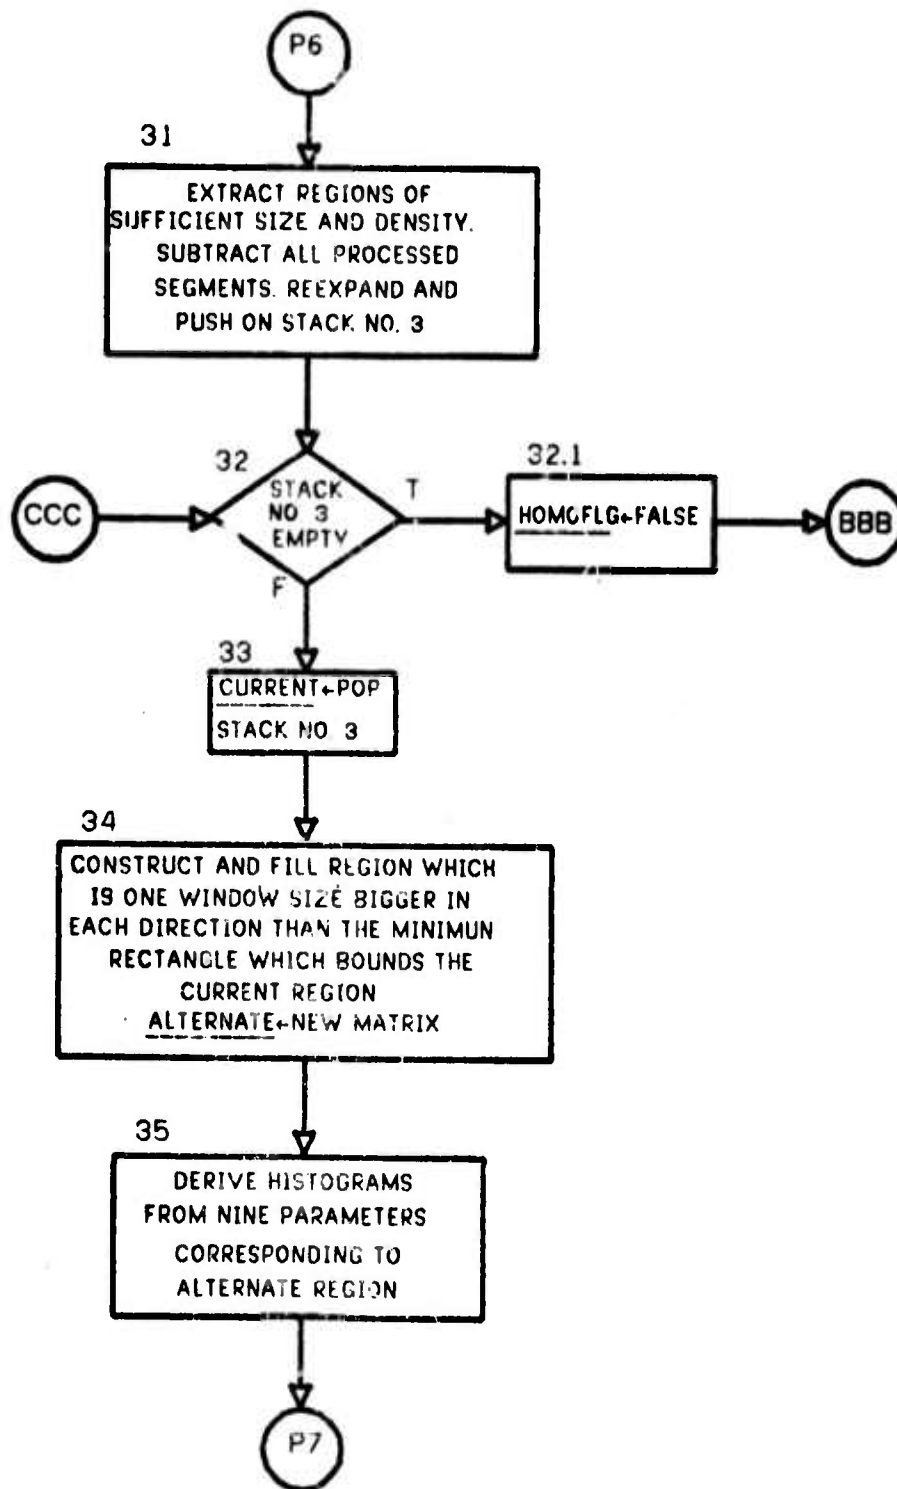 P6
31
EXTRACT REGIONS OF
SUFFICIENT SIZE AND DENSITY.
SUBTRACT ALL PROCESSED
SEGMENTS. REEXPAND AND
PUSH ON STACK NO. 3
32
STACK
NO 3
EMPTY
T
F
CCC
32.1
HOMOFLG←FALSE
BBB
33
CURRENT←POP
STACK NO. 3
34
CONSTRUCT AND FILL REGION WHICH
IS ONE WINDOW SIZE BIGGER IN
EACH DIRECTION THAN THE MINIMUN
RECTANGLE WHICH BOUNDS THE
CURRENT REGION
ALTERNATE←NEW MATRIX
35
DERIVE HISTOGRAMS
FROM NINE PARAMETERS
CORRESPONDING TO
ALTERNATE REGION
P7